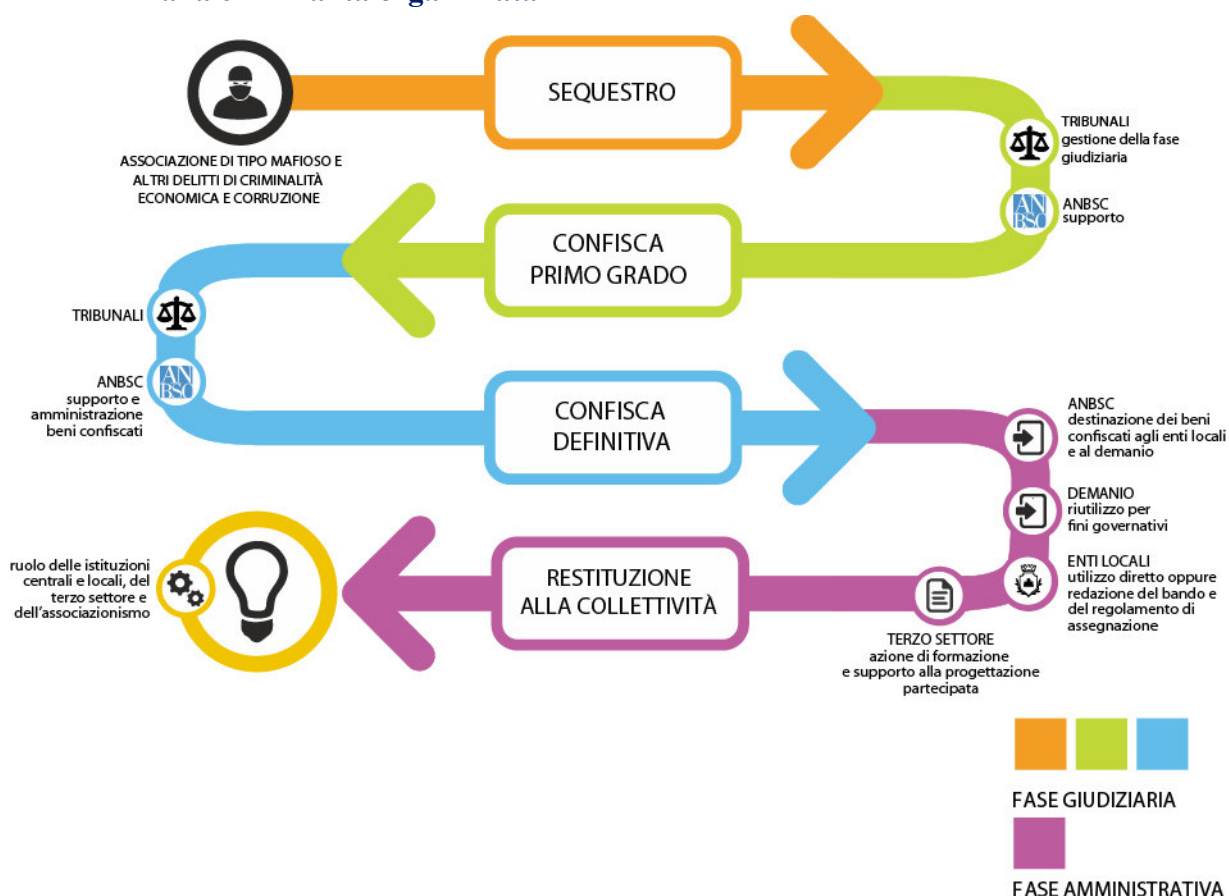 SEQUESTRO
ASSOCIAZIONE DI TIPO MAFIOSO E
ALTRI DELITTI DI CRIMINALITÀ
ECONOMICA E CORRUZIONE
TRIBUNALI
gestione della fase
giudiziaria
AN
BSC
ANBSC
supporto
CONFISCA
PRIMO GRADO
TRIBUNALI
AN
BSC
ANBSC
supporto e
amministrazione
beni confiscati
CONFISCA
DEFINITIVA
ANBSC
destinazione dei beni
confiscati agli enti locali
e al demanio
DEMANIO
riutilizzo per
fini governativi
ENTI LOCALI
utilizzo diretto oppure
redazione del bando e
del regolamento di
assegnazione
TERZO SETTORE
azione di formazione
e supporto alla progettazione
partecipata
RESTITUZIONE
ALLA COLLETTIVITÀ
ruolo delle istituzioni
centrali e locali, del
terzo settore e
dell'associazionismo
FASE GIUDIZIARIA
FASE AMMINISTRATIVA